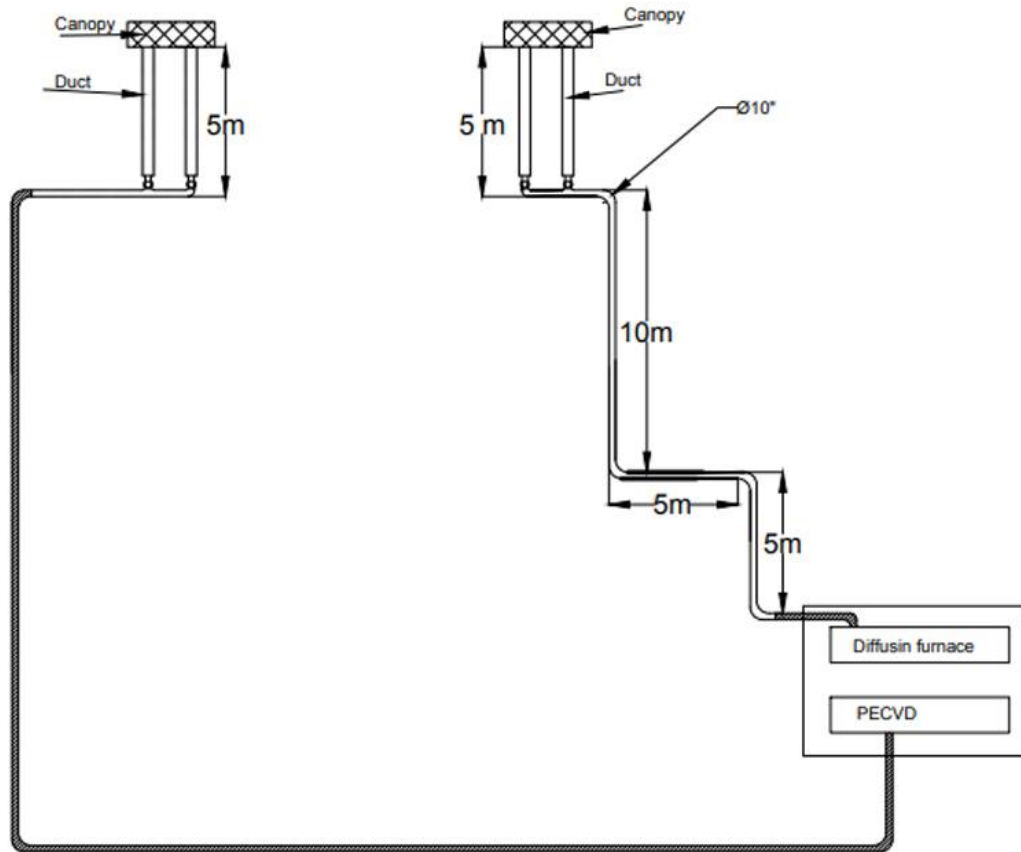 Canopy
Canopy
Duct
Duct
Ø10"
5m
5 m
10m
5m
5m
Diffusin furnace
PECVD